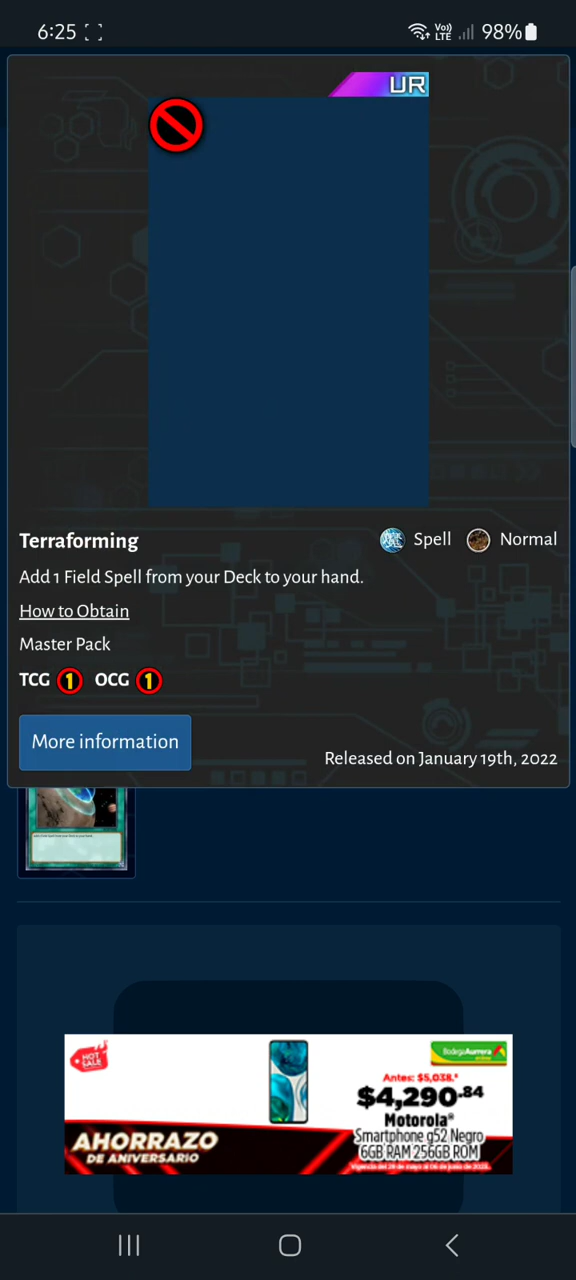 6:25
Vo))
LTE
98%
UR
Terraforming
Spell
Normal
Add 1 Field Spell from your Deck to your hand.
How to Obtain
Master Pack
TCG 1 OCG 1
More information
Released on January 19th, 2022
HOT
SALE
Bodega Aurrera
Antes: $5,038.*
$4,290.84
Motorola®
Smartphone g52 Negro
6GB RAM 256GB ROM
AHORRAZO
DE ANIVERSARIO